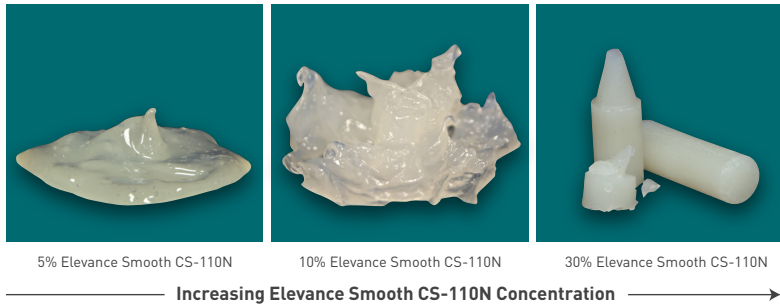 5% Elevance Smooth CS-110N
10% Elevance Smooth CS-110N
30% Elevance Smooth CS-110N
Increasing Elevance Smooth CS-110N Concentration